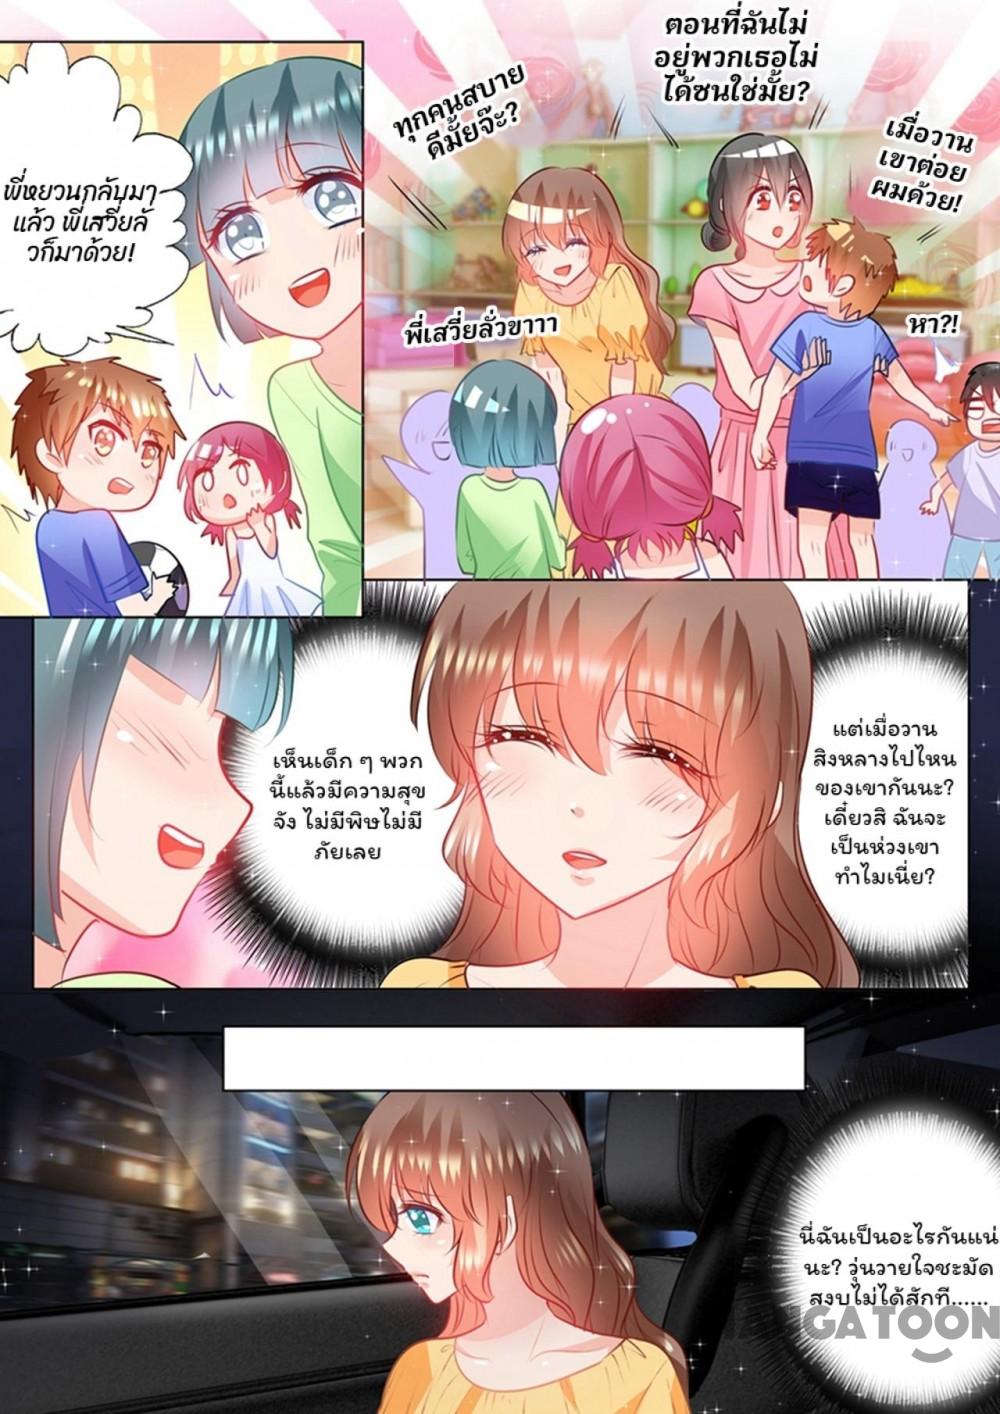 พี่หยวนกลับมา
แล้ว พี่เสวี่ยลั่
วก็มาด้วย!
ทุกคนสบาย
ดีมั้ยจ๊ะ?
ตอนที่ฉันไม่
อยู่พวกเธอไม่
ได้ซนใช่มั้ย?
เมื่อวาน
เขาต่อย
ผมด้วย!
พี่เสวี่ยลั่วขาาา
หา?!
เห็นเด็ก ๆ พวก
นี้แล้วมีความสุข
จัง ไม่มีพิษไม่มี
ภัยเลย
แต่เมื่อวาน
สิงหลางไปไหน
ของเขากันนะ?
เดี๋ยวสิ ฉันจะ
เป็นห่วงเขา
ทำไมเนี่ย?
นี่ฉันเป็นอะไรกันแน่
นะ? วุ่นวายใจชะมัด
สงบไม่ได้สักที......
MANGATOON